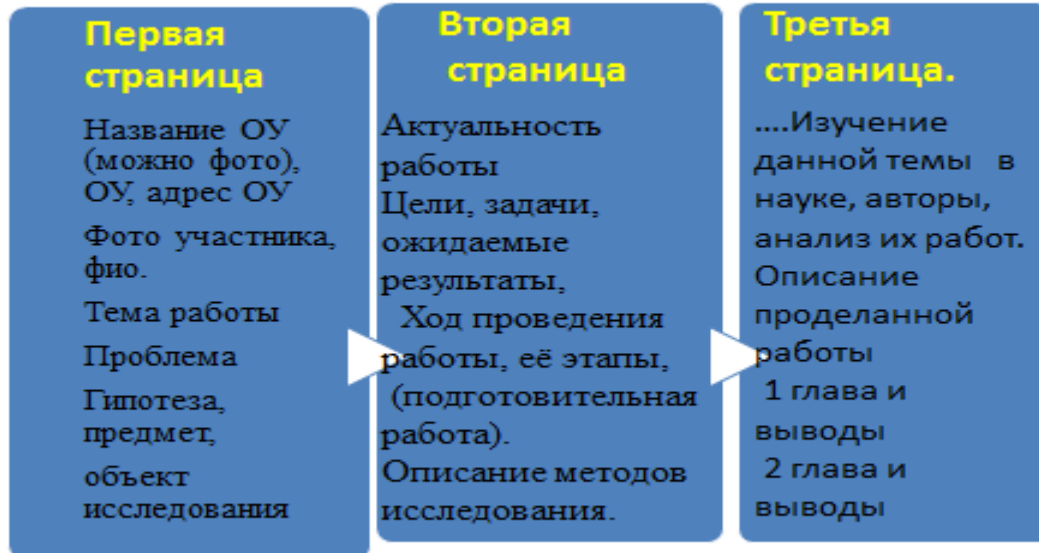 Первая
страница
Название ОУ
(можно фото),
ОУ, адрес ОУ
Фото участника,
фио.
Тема работы
Проблема
Гипотеза,
предмет,
объект
исследования
Вторая
страница
Актуальность
работы
Цели, задачи,
ожидаемые
результаты,
Ход проведения
работы, её этапы,
(подготовительная
работа).
Описание методов
исследования.
Третья
страница.
....Изучение
данной темы в
науке, авторы,
анализ их работ.
Описание
проделанной
работы
1 глава и
выводы
2 глава и
выводы